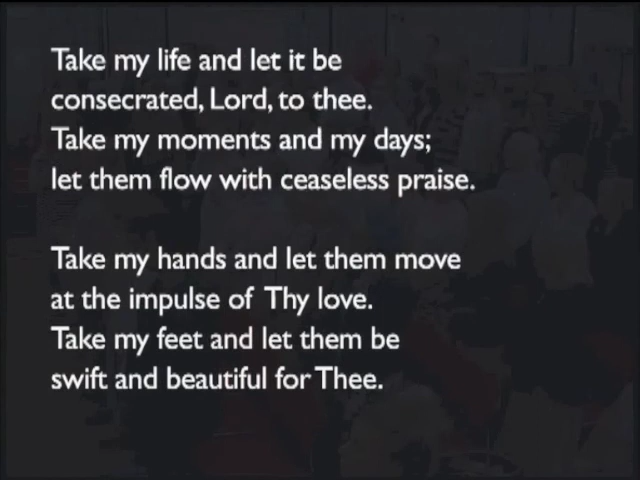 Take my life and let it be
consecrated, Lord, to thee.
Take my moments and my days;
let them flow with ceaseless praise.
Take my hands and let them move
at the impulse of Thy love.
Take my feet and let them be
swift and beautiful for Thee.